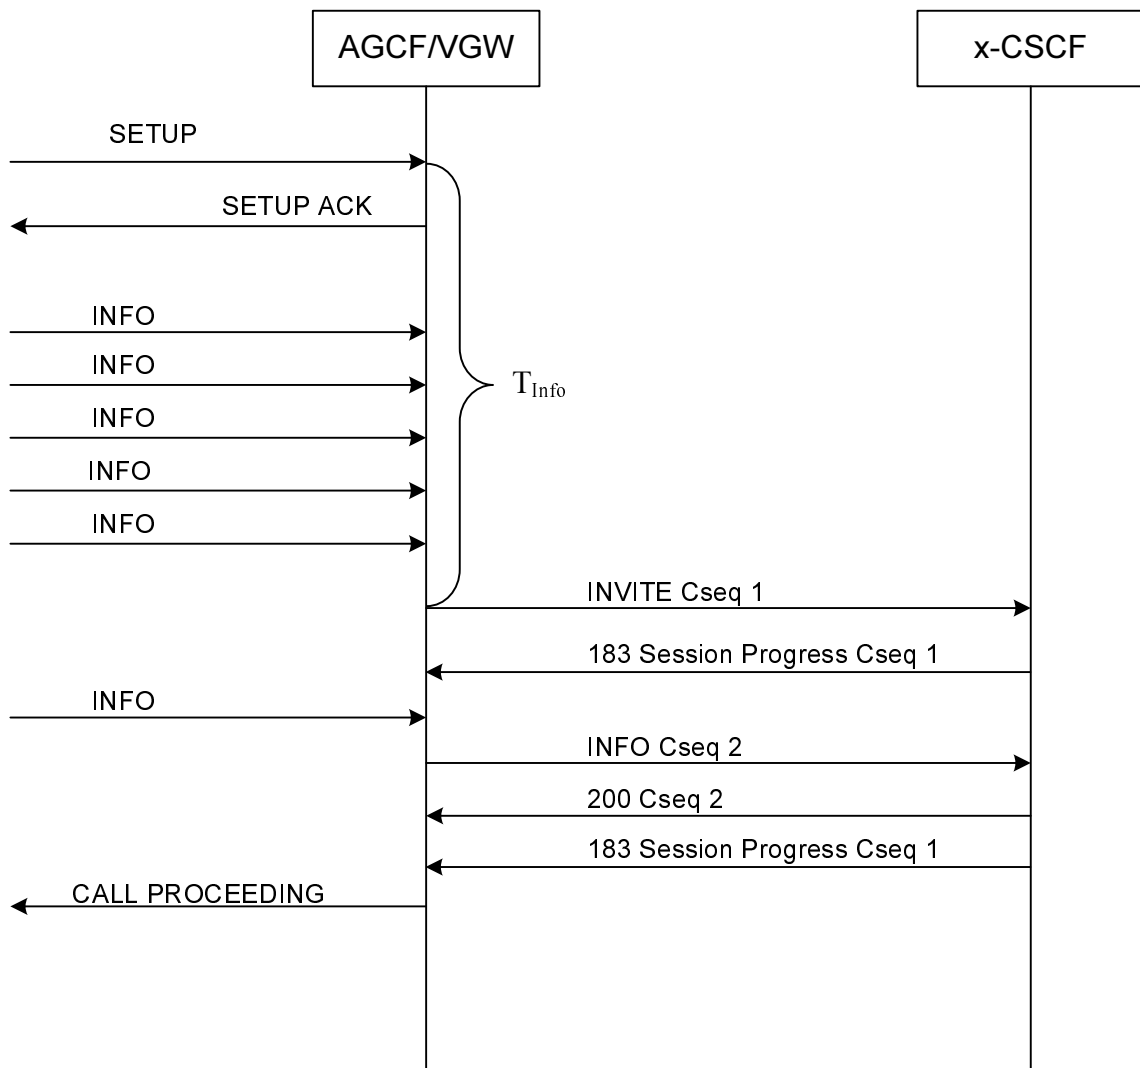 AGCF/VGW
x-CSCF
SETUP
SETUP ACK
INFO
INFO
TInfo
INFO
INFO
INFO
INVITE Cseq 1
183 Session Progress Cseq 1
INFO
INFO Cseq 2
200 Cseq 2
183 Session Progress Cseq 1
CALL PROCEEDING